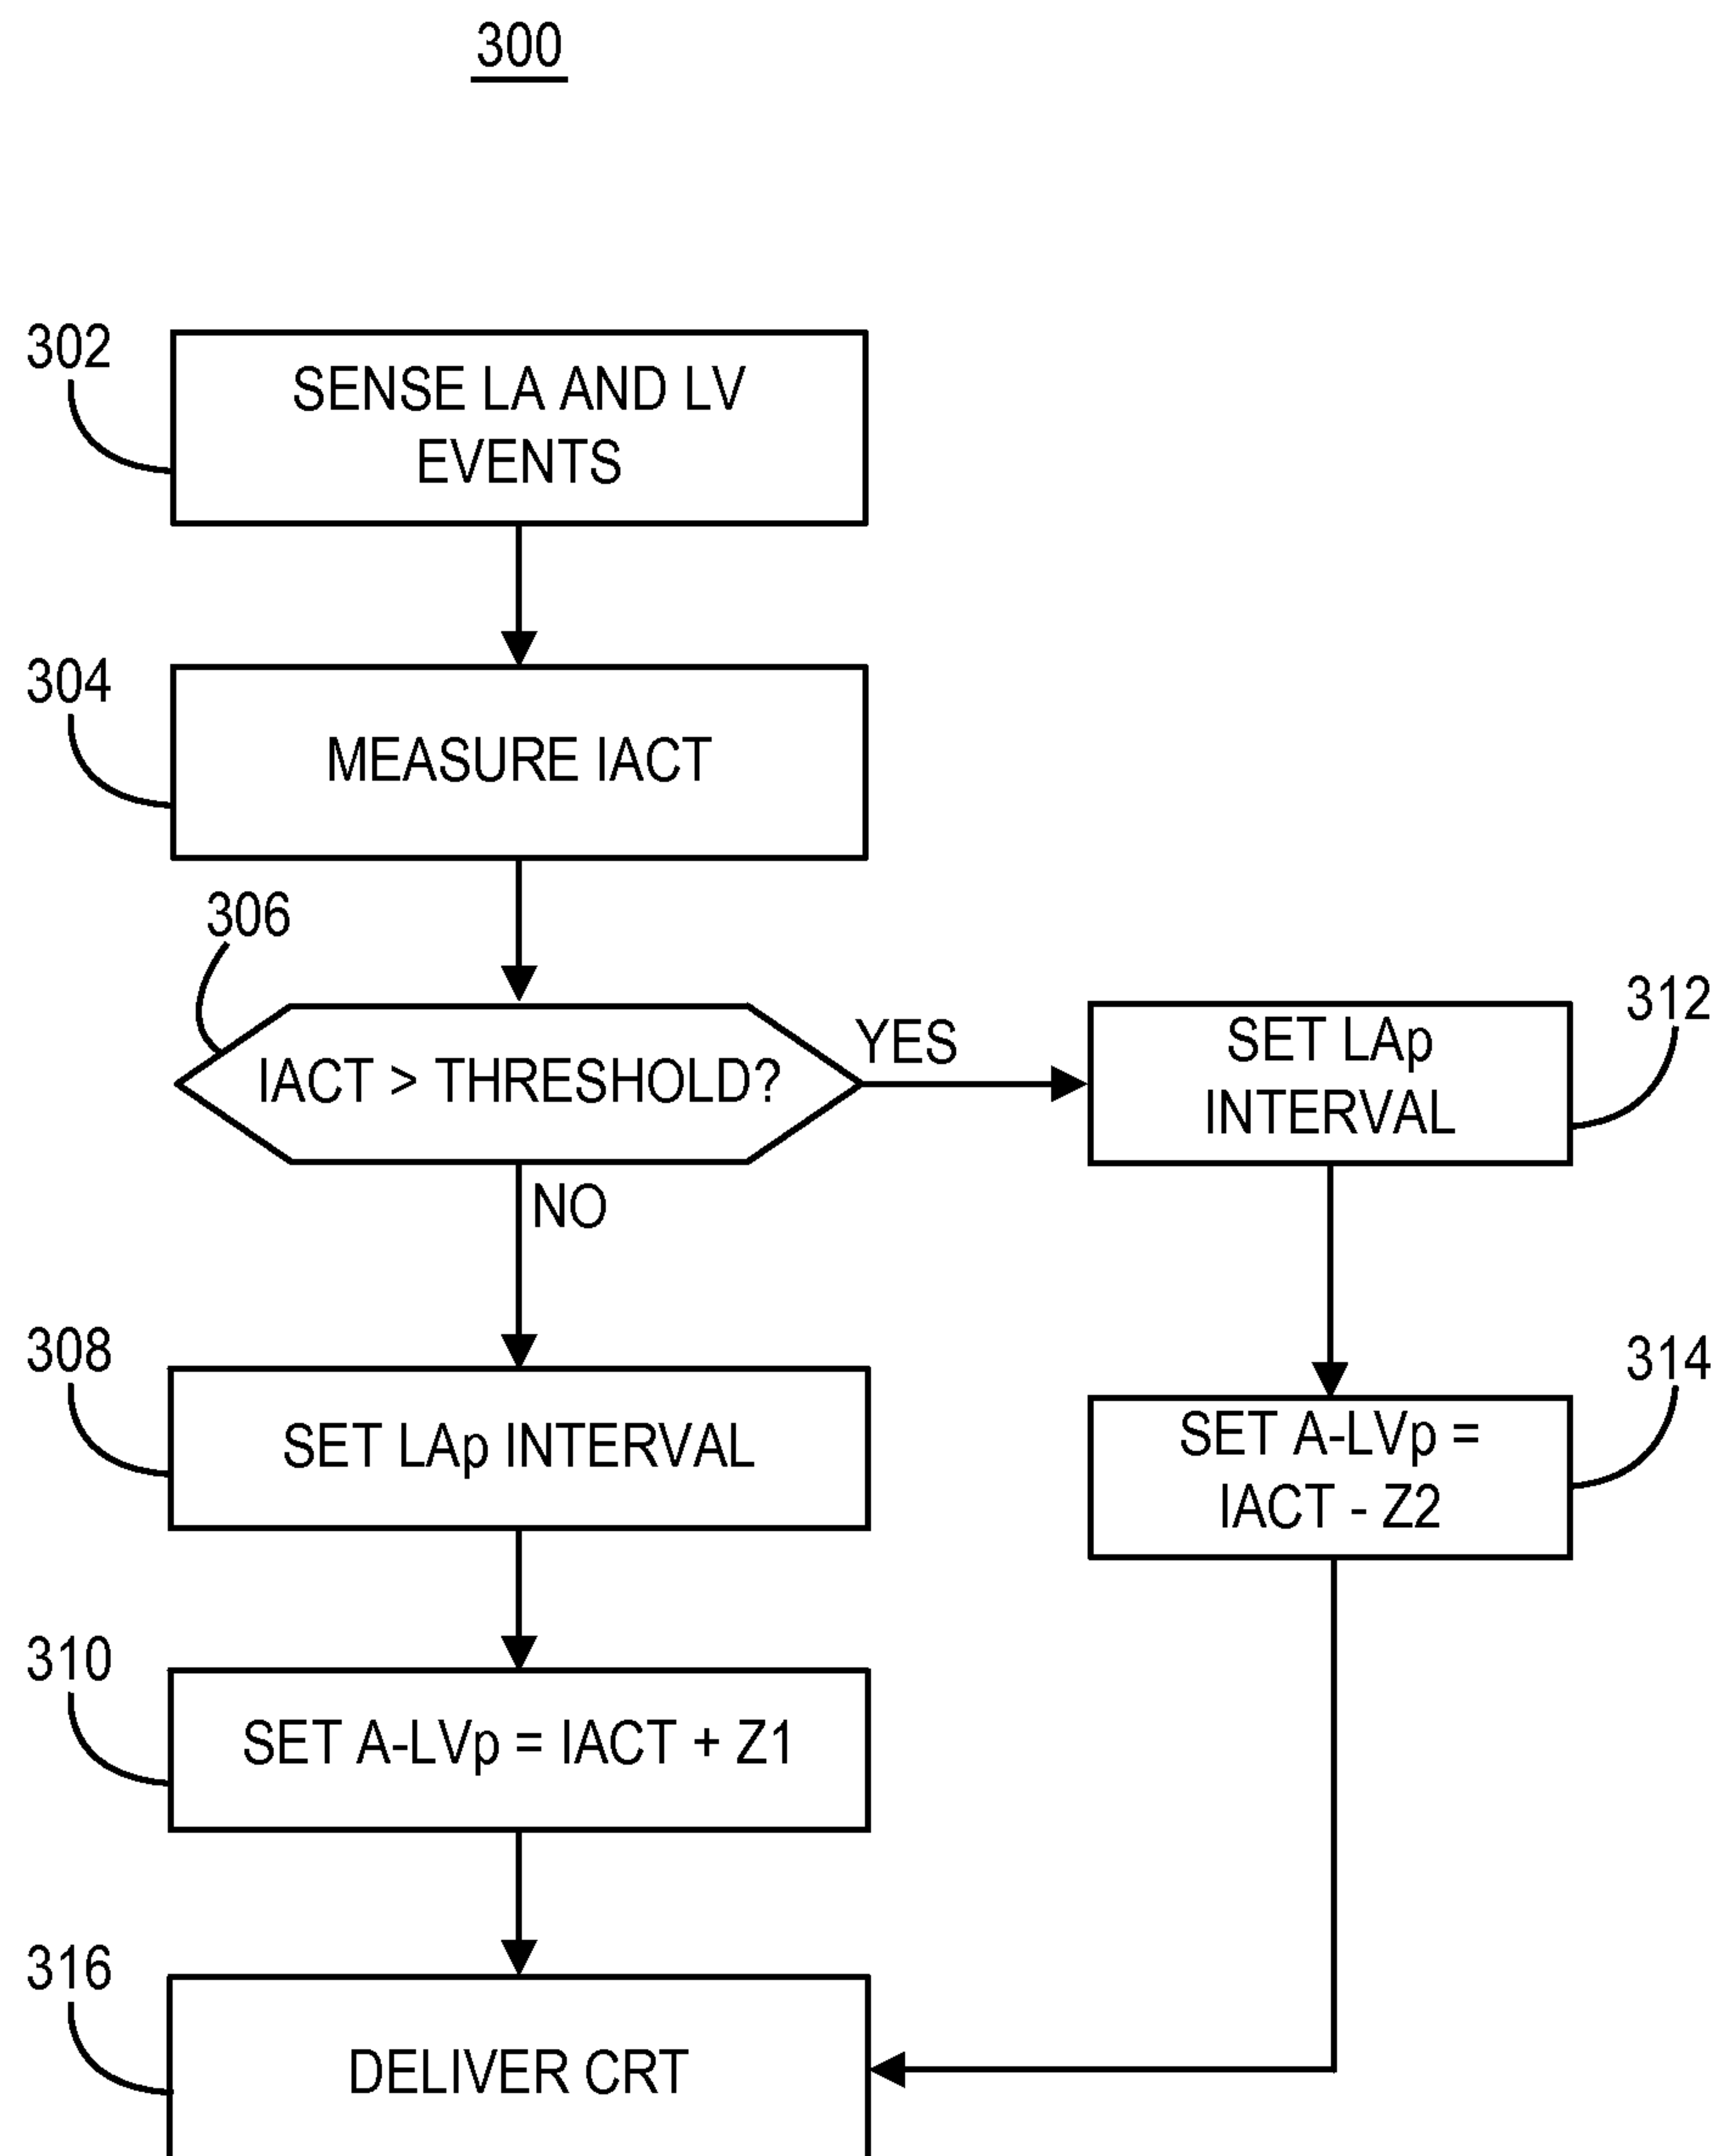 300
302
SENSE LA AND LV
EVENTS
304
MEASURE IACT
306
IACT > THRESHOLD?
YES
NO
312
SET LAp
INTERVAL
308
SET LAp INTERVAL
314
SET A-LVp =
IACT - Z2
310
SET A-LVp = IACT + Z1
316
DELIVER CRT